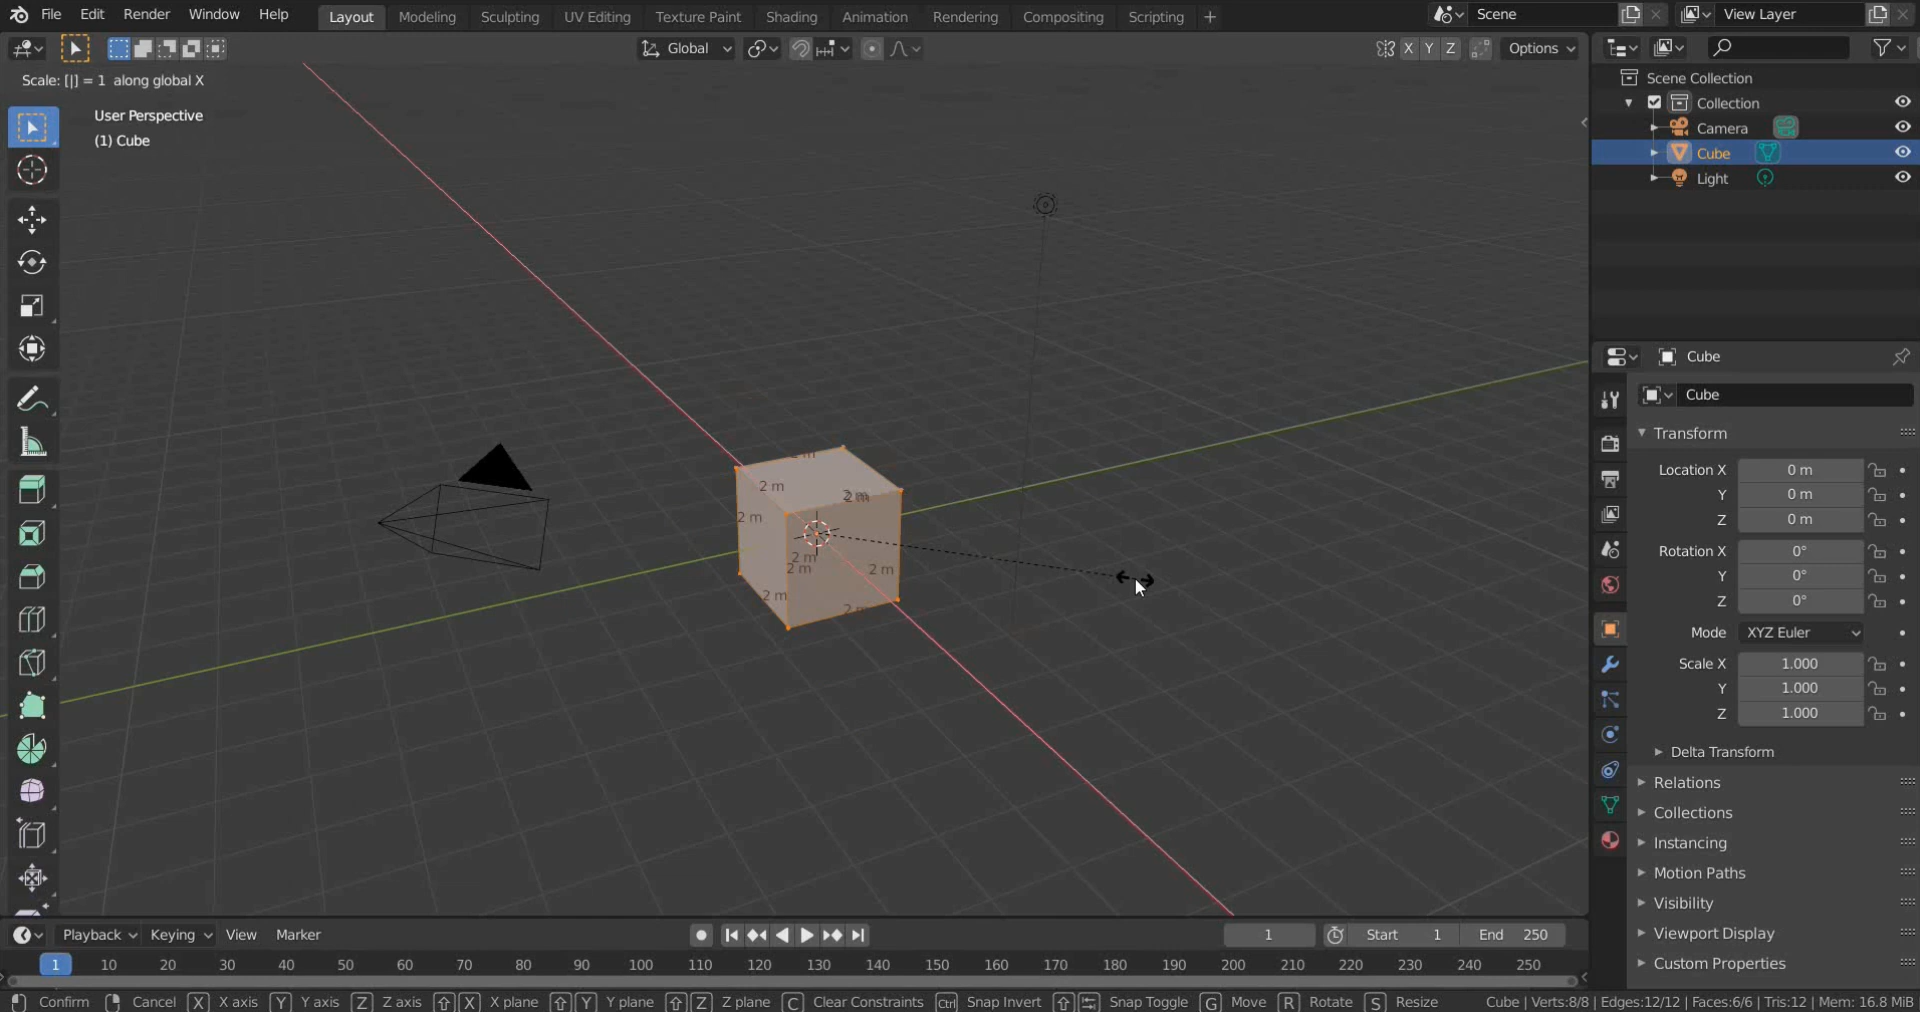 File Edit Render Window Help Layout Modeling Sculpting UV Editing Texture Paint Shading Animation Rendering Compositing Scripting + Scene View Layer
Global X Y Z Options
Scale: [|] = 1 along global X
User Perspective
(1) Cube
Scene Collection
Collection
Camera
Cube
Light
2 m
2 m
2 m
2 m
2 m
2 m
2 m
2 m
2 m
Cube
Cube
Transform
Location X 0 m
Y 0 m
Z 0 m
Rotation X 0°
Y 0°
Z 0°
Mode XYZ Euler
Scale X 1.000
Y 1.000
Z 1.000
Delta Transform
Relations
Collections
Instancing
Motion Paths
Visibility
Viewport Display
Custom Properties
Playback Keying View Marker 1 Start 1 End 250
1 10 20 30 40 50 60 70 80 90 100 110 120 130 140 150 160 170 180 190 200 210 220 230 240 250
Confirm Cancel X X axis Y Y axis Z Z axis X X plane Y Y plane Z Z plane C Clear Constraints Ctrl Snap Invert Snap Toggle G Move R Rotate S Resize Cube | Verts:8/8 | Edges:12/12 | Faces:6/6 | Tris:12 | Mem: 16.8 MiB